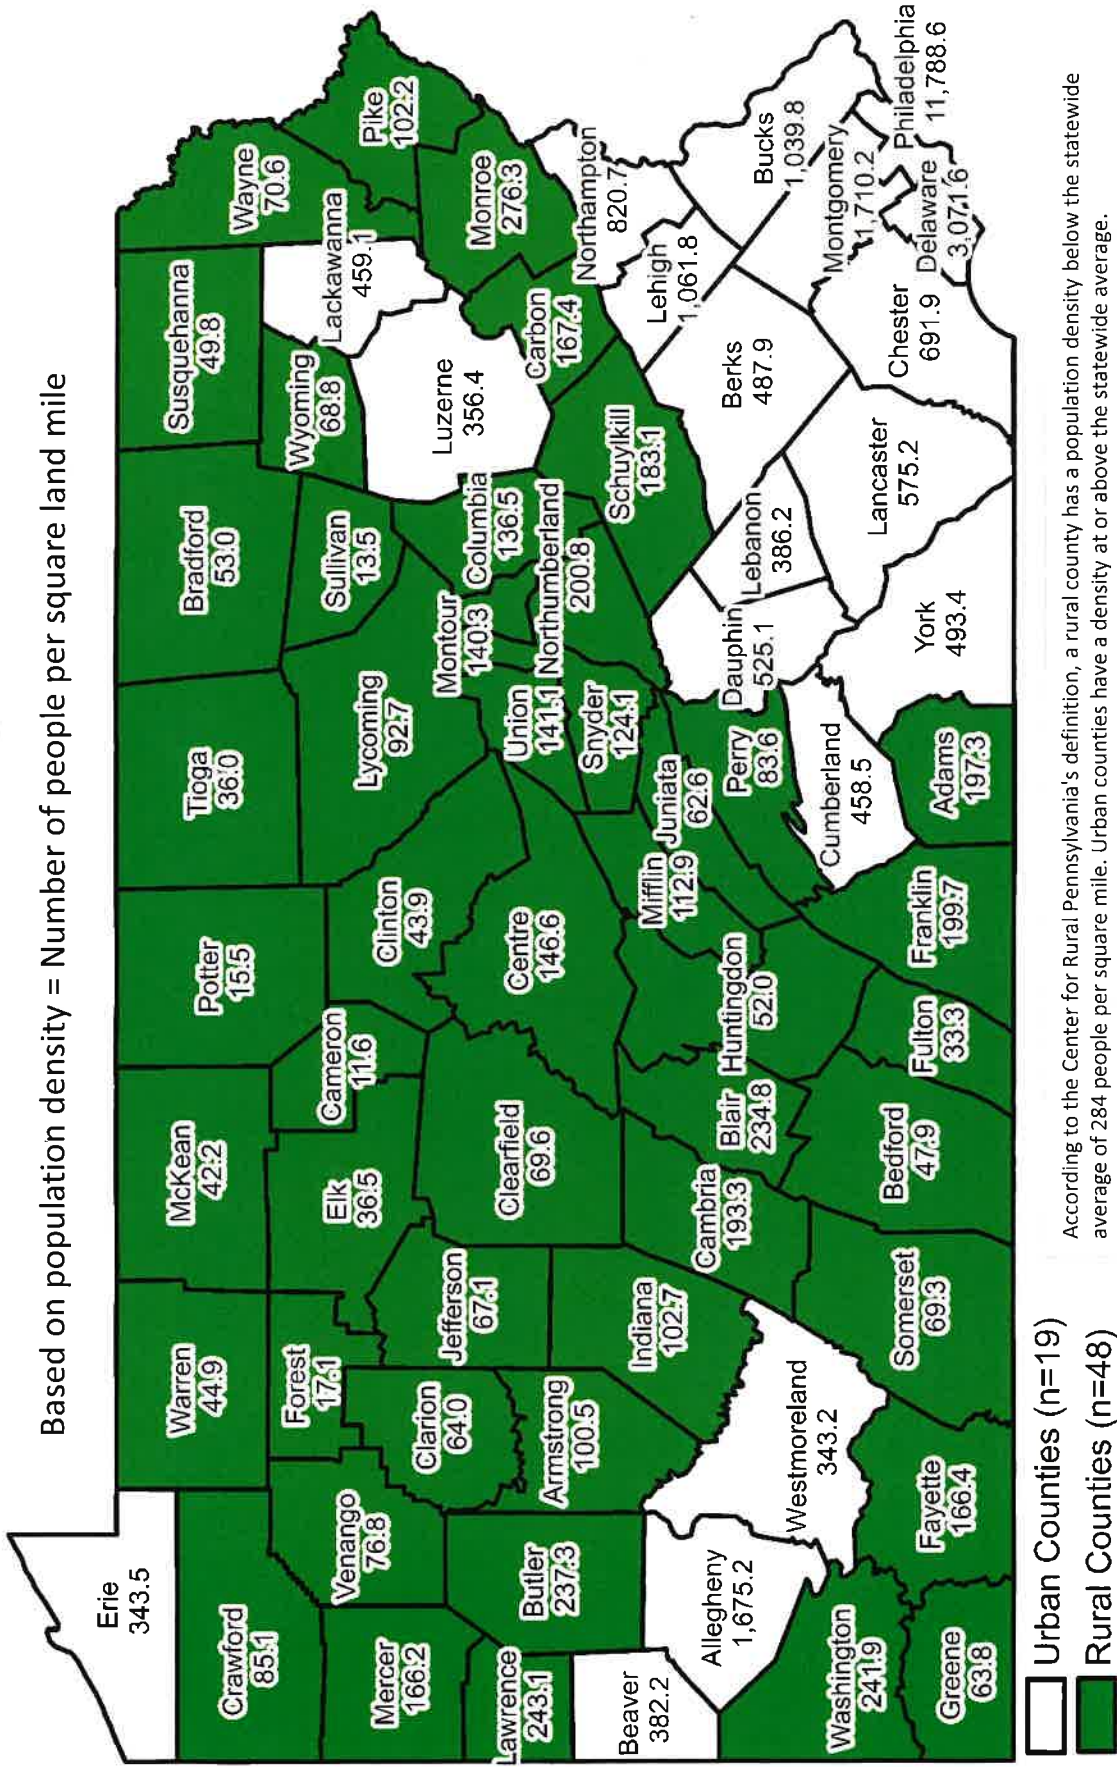 Based on population density = Number of people per square land mile
Erie
343.5
Crawford
85.1
Mercer
166.2
Lawrence
243.1
Beaver
382.2
Washington
241.9
Greene
63.8
Warren
44.9
Forest
17.1
Venango
76.8
Clarion
64.0
Butler
237.3
Armstrong
100.5
Allegheny
1,675.2
Westmoreland
343.2
Fayette
166.4
McKean
42.2
Elk
36.5
Jefferson
67.1
Clearfield
69.6
Indiana
102.7
Cambria
193.3
Somerset
69.3
Potter
15.5
Cameron
11.6
Clinton
43.9
Centre
146.6
Blair
234.8
Huntingdon
52.0
Bedford
47.9
Fulton
33.3
Franklin
199.7
Tioga
36.0
Lycoming
92.7
Union
141.1
Snyder
124.1
Mifflin
112.9
Juniata
62.6
Perry
83.6
Cumberland
458.5
Adams
197.3
Bradford
53.0
Sullivan
13.5
Montour
140.3
Columbia
136.5
Northumberland
200.8
Dauphin
525.1
Lebanon
386.2
York
493.4
Lancaster
575.2
Susquehanna
49.8
Wyoming
68.8
Lackawanna
459.1
Luzerne
356.4
Schuylkill
183.1
Carbon
167.4
Berks
487.9
Chester
691.9
Wayne
70.6
Pike
102.2
Monroe
276.3
Northampton
820.7
Lehigh
1,061.8
Bucks
1,039.8
Montgomery
1,710.2
Delaware
3,071.6
Philadelphia
11,788.6
Urban Counties (n=19)
Rural Counties (n=48)
According to the Center for Rural Pennsylvania's definition, a rural county has a population density below the statewide
average of 284 people per square mile. Urban counties have a density at or above the statewide average.